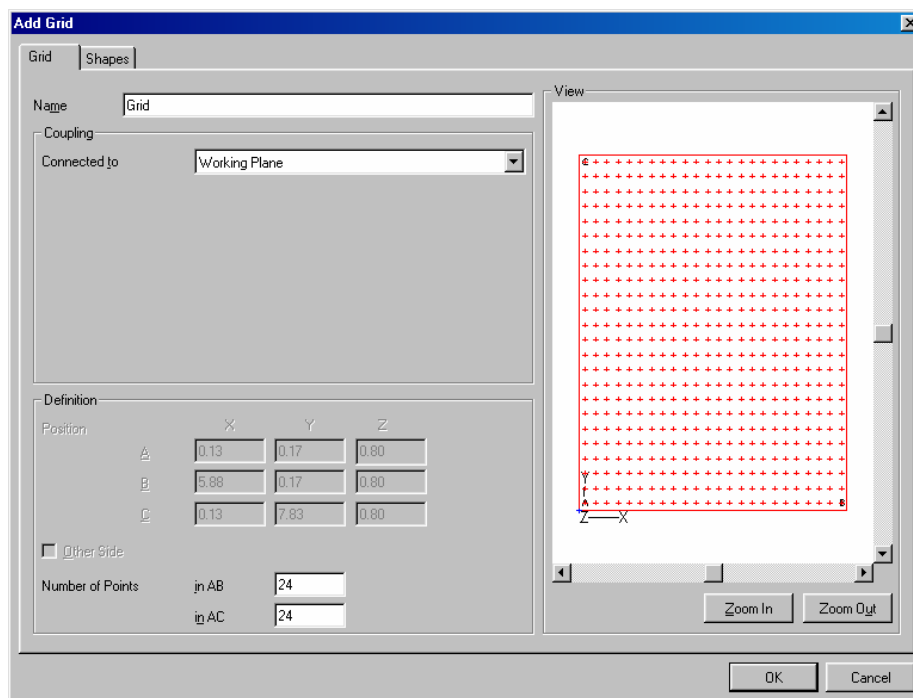 Add Grid
Grid
Shapes
Name
Grid
Coupling
Connected to
Working Plane
Definition
Position
X Y Z
A 0.13 0.17 0.80
B 5.88 0.17 0.80
C 0.13 7.83 0.80
Other Side
Number of Points in AB 24
in AC 24
View
C
Y
A B
Z X
Zoom In Zoom Out
OK Cancel